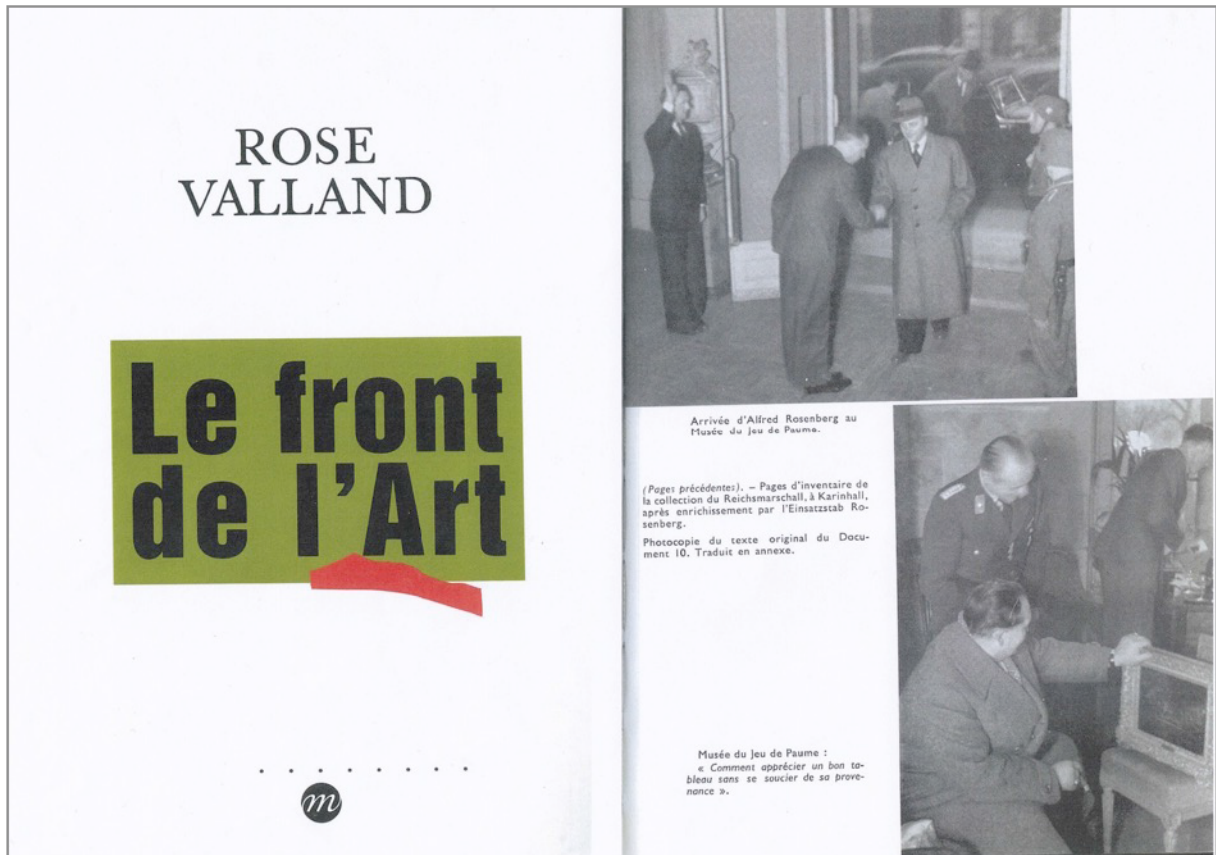 ROSE
VALLAND
Le front
de l'Art
m
Arrivée d'Alfred Rosenberg au
Musée du Jeu de Paume.
(Pages précédentes). – Pages d'inventaire de
la collection du Reichsmarschall, à Karinhall,
après enrichissement par l'Einsatzstab Ro-
senberg.
Photocopie du texte original du Docu-
ment 10. Traduit en annexe.
Musée du Jeu de Paume :
« Comment apprécier un bon ta-
bleau sans se soucier de sa prove-
nance ».